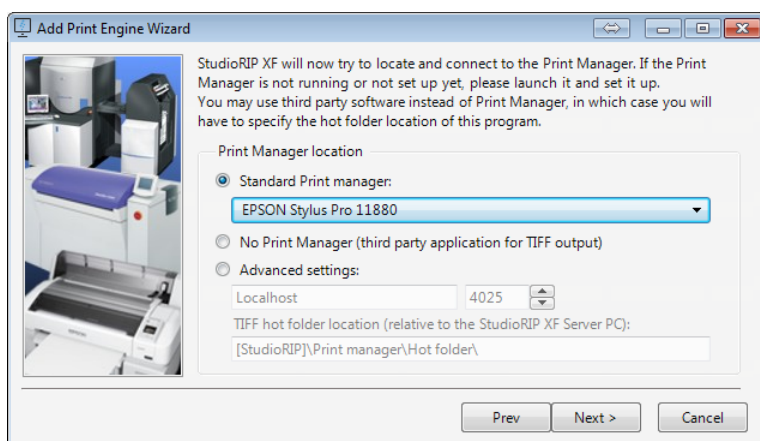 Add Print Engine Wizard
StudioRIP XF will now try to locate and connect to the Print Manager. If the Print
Manager is not running or not set up yet, please launch it and set it up.
You may use third party software instead of Print Manager, in which case you will
have to specify the hot folder location of this program.
Print Manager location
Standard Print manager:
EPSON Stylus Pro 11880
No Print Manager (third party application for TIFF output)
Advanced settings:
Localhost 4025
TIFF hot folder location (relative to the StudioRIP XF Server PC):
[StudioRIP]\Print manager\Hot folder\
Prev Next > Cancel